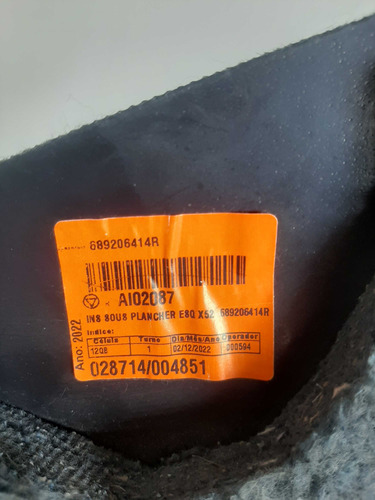 689206414R
AI02087
INS SOUS PLANCHER E8Q X52 689206414R
Indice:
Célula Turno Dia/Mês/Ano Operador
1208 1 02/12/2022 000594
028714/004851
Ano: 2022